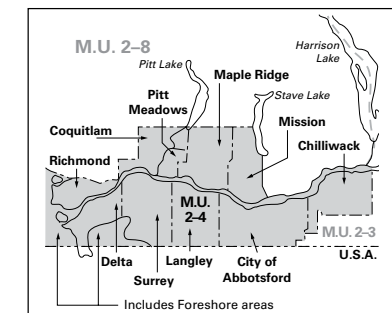 M.U. 2–8
Harrison
Lake
Pitt Lake
Maple Ridge
Pitt
Meadows
Stave Lake
Coquitlam
Mission
Richmond
Chilliwack
M.U.
2–4
M.U. 2–3
U.S.A.
Delta
Langley
City of
Abbotsford
Surrey
Includes Foreshore areas